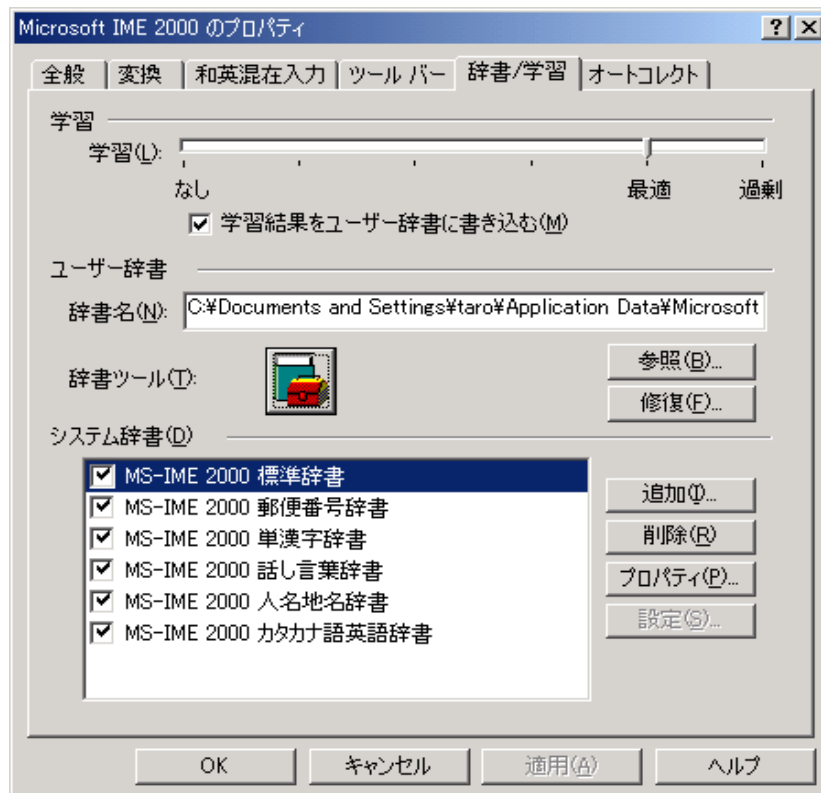 Microsoft IME 2000 のプロパティ
全般 変換 和英混在入力 ツール バー 辞書/学習 オートコレクト
学習
学習(L):
なし 最適 過剰
学習結果をユーザー辞書に書き込む(M)
ユーザー辞書
辞書名(N): C:¥Documents and Settings¥taro¥Application Data¥Microsoft
辞書ツール(T):
参照(B)...
修復(F)...
システム辞書(D)
MS-IME 2000 標準辞書
MS-IME 2000 郵便番号辞書
MS-IME 2000 単漢字辞書
MS-IME 2000 話し言葉辞書
MS-IME 2000 人名地名辞書
MS-IME 2000 カタカナ語英語辞書
追加(I)...
削除(R)
プロパティ(P)...
設定(S)...
OK キャンセル 適用(A) ヘルプ